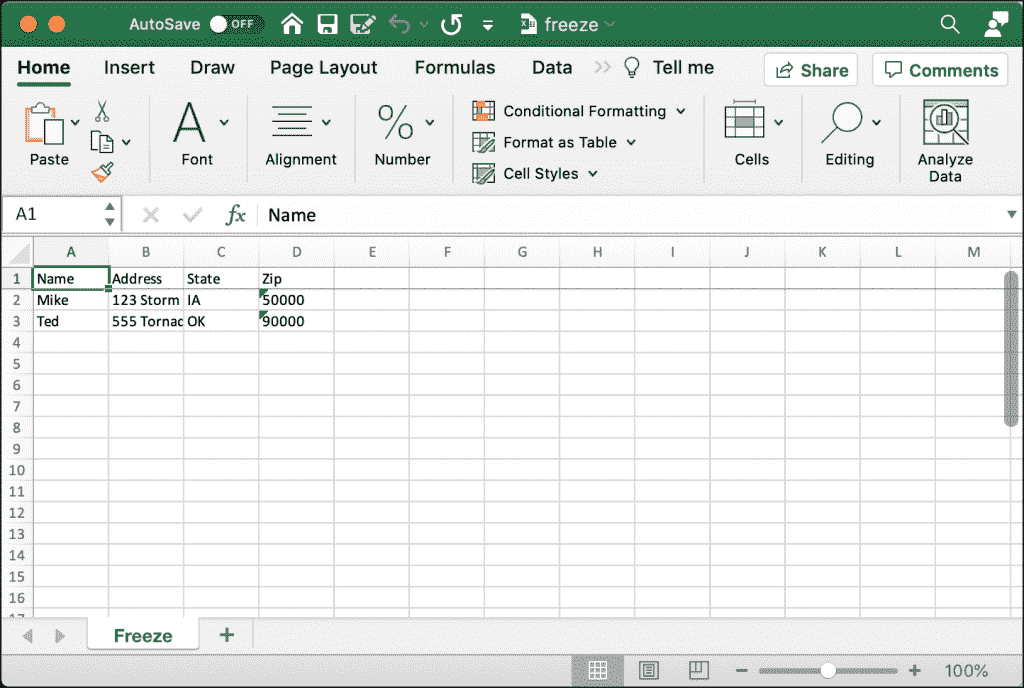 AutoSave OFF freeze
Home Insert Draw Page Layout Formulas Data Tell me Share Comments
Paste Font Alignment Number Conditional Formatting Format as Table Cell Styles Cells Editing Analyze Data
A1 fx Name
A B C D E F G H I J K L M
1 Name Address State Zip
2 Mike 123 Storm IA 50000
3 Ted 555 Tornac OK 90000
4
5
6
7
8
9
10
11
12
13
14
15
16
17
Freeze
100%